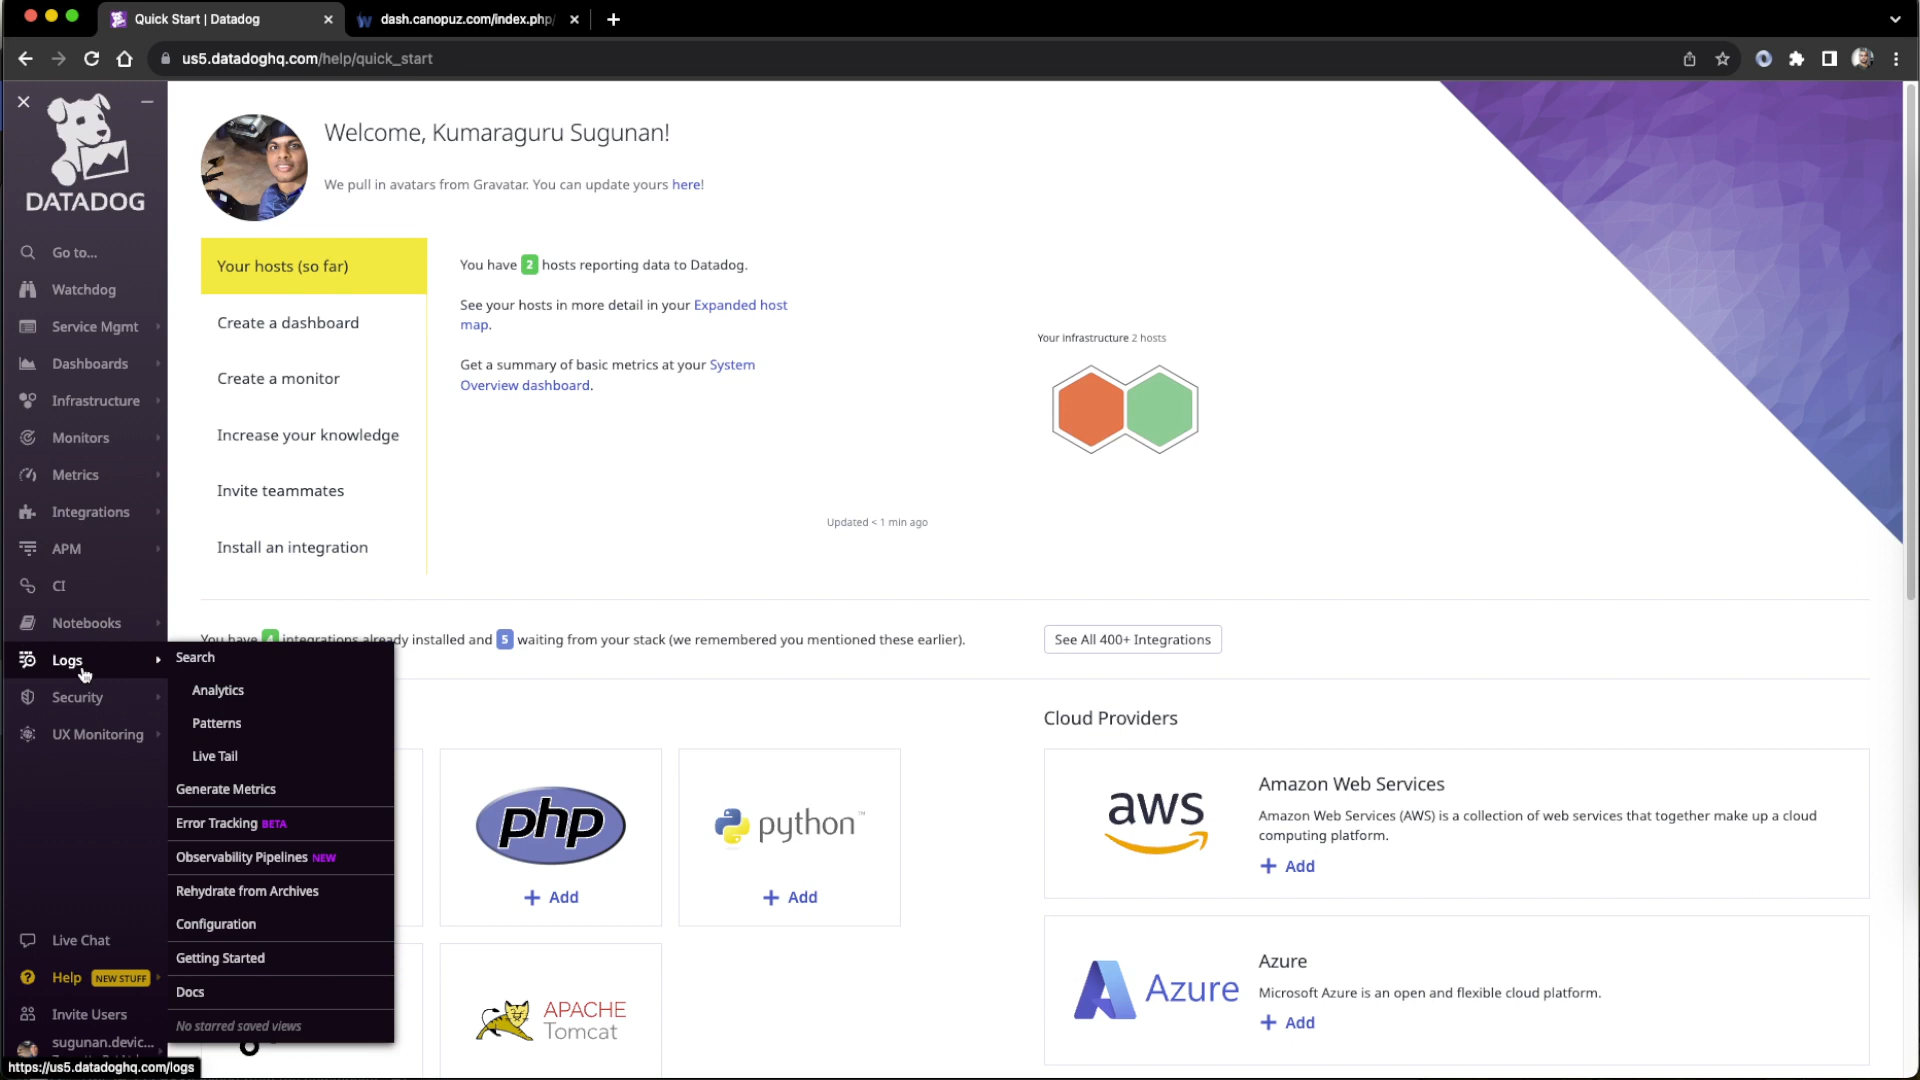 Quick Start | Datadog
dash.canopuz.com/index.php/
us5.datadoghq.com/help/quick_start
DATADOG
Go to...
Watchdog
Service Mgmt
Dashboards
Infrastructure
Monitors
Metrics
Integrations
APM
CI
Notebooks
Logs
Security
UX Monitoring
Live Chat
Help NEW STUFF
Invite Users
sugunan.devic...
https://us5.datadoghq.com/logs
Search
Analytics
Patterns
Live Tail
Generate Metrics
Error Tracking BETA
Observability Pipelines NEW
Rehydrate from Archives
Configuration
Getting Started
Docs
No starred saved views
Welcome, Kumaraguru Sugunan!
We pull in avatars from Gravatar. You can update yours here!
Your hosts (so far)
Create a dashboard
Create a monitor
Increase your knowledge
Invite teammates
Install an integration
You have 2 hosts reporting data to Datadog.
See your hosts in more detail in your Expanded host
map.
Get a summary of basic metrics at your System
Overview dashboard.
Your Infrastructure 2 hosts
Updated < 1 min ago
You have 4 integrations already installed and 5 waiting from your stack (we remembered you mentioned these earlier).
See All 400+ Integrations
php
+ Add
python™
+ Add
APACHE
Tomcat
Cloud Providers
aws
Amazon Web Services
Amazon Web Services (AWS) is a collection of web services that together make up a cloud
computing platform.
+ Add
Azure
Azure
Microsoft Azure is an open and flexible cloud platform.
+ Add